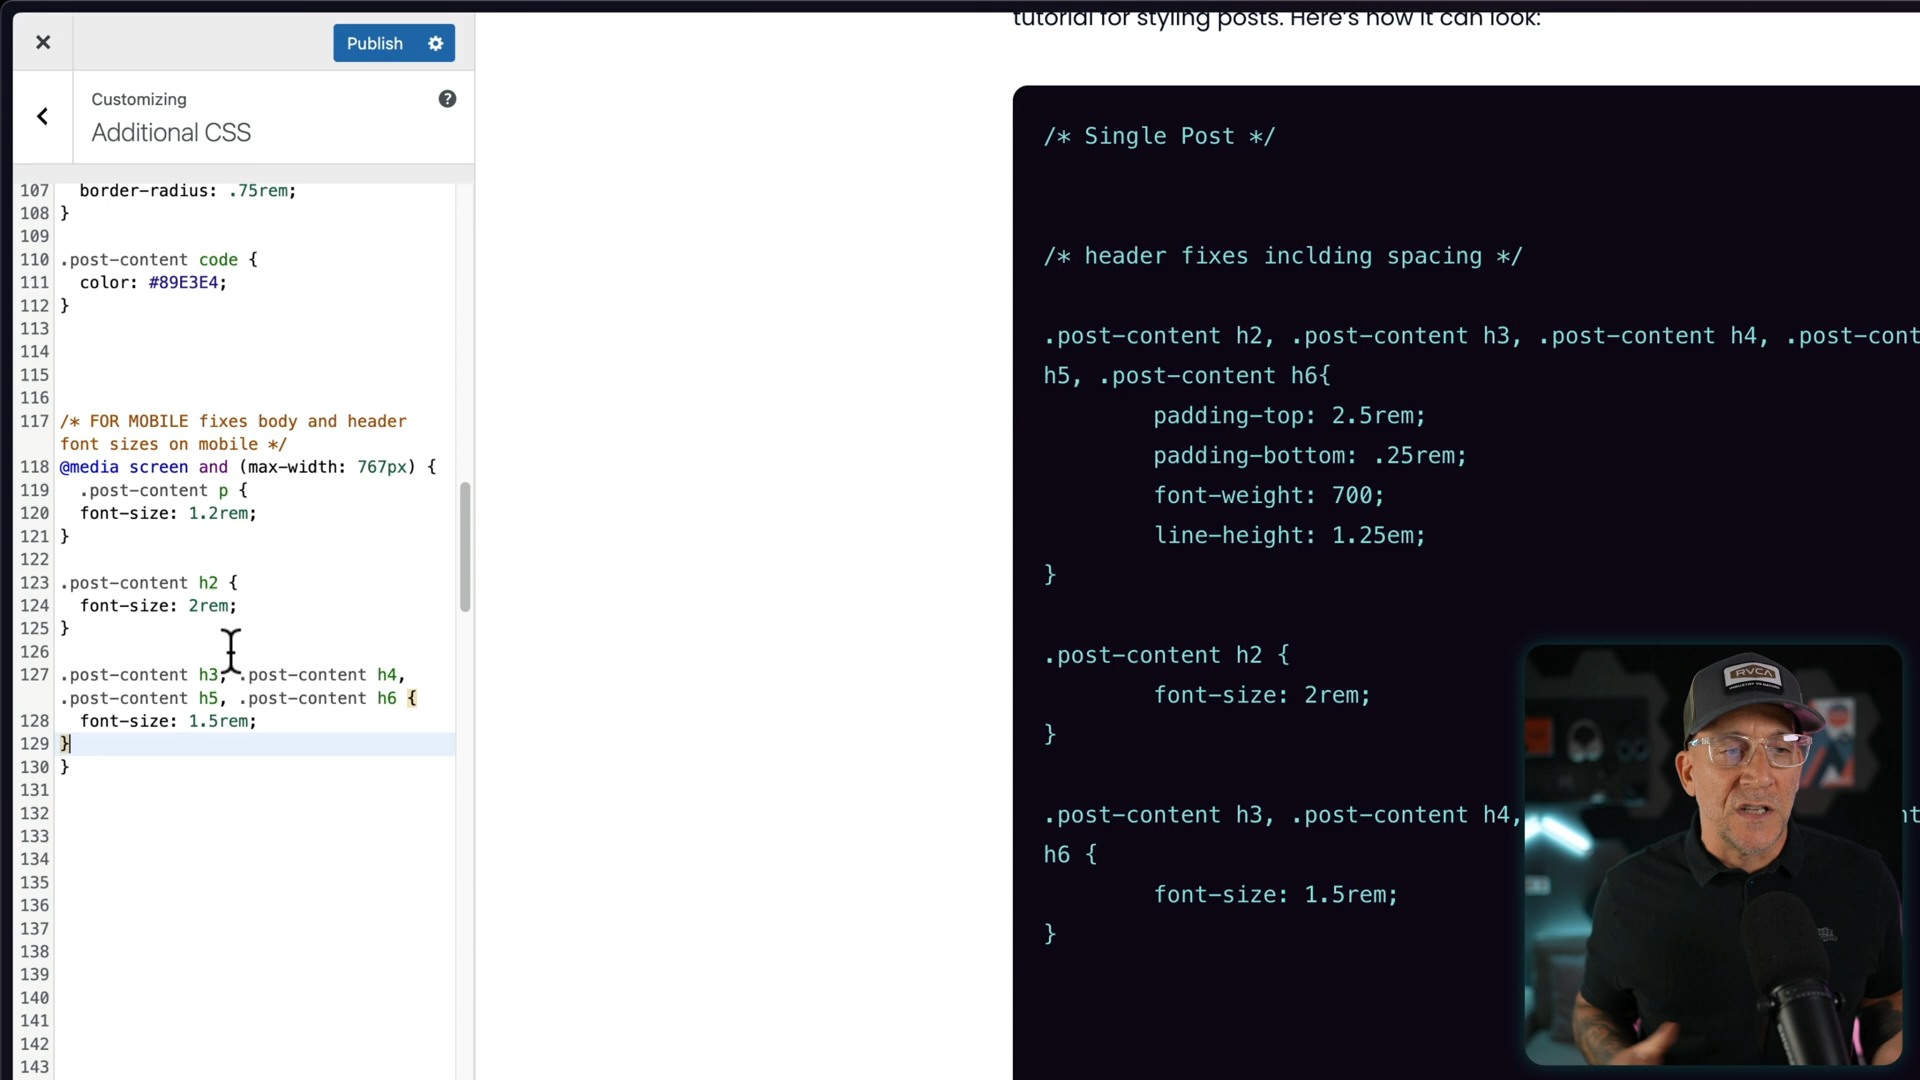 Publish
Customizing
Additional CSS
107 border-radius: .75rem;
108 }
109
110 .post-content code {
111 color: #89E3E4;
112 }
113
114
115
116
117 /* FOR MOBILE fixes body and header
font sizes on mobile */
118 @media screen and (max-width: 767px) {
119 .post-content p {
120 font-size: 1.2rem;
121 }
122
123 .post-content h2 {
124 font-size: 2rem;
125 }
126
127 .post-content h3, .post-content h4,
.post-content h5, .post-content h6 {
128 font-size: 1.5rem;
129 }
130 }
131
132
133
134
135
136
137
138
139
140
141
142
143
tutorial for styling posts. Here's how it can look:
/* Single Post */
/* header fixes inclding spacing */
.post-content h2, .post-content h3, .post-content h4, .post-cont
h5, .post-content h6{
padding-top: 2.5rem;
padding-bottom: .25rem;
font-weight: 700;
line-height: 1.25em;
}
.post-content h2 {
font-size: 2rem;
}
.post-content h3, .post-content h4,
h6 {
font-size: 1.5rem;
}
RVCA